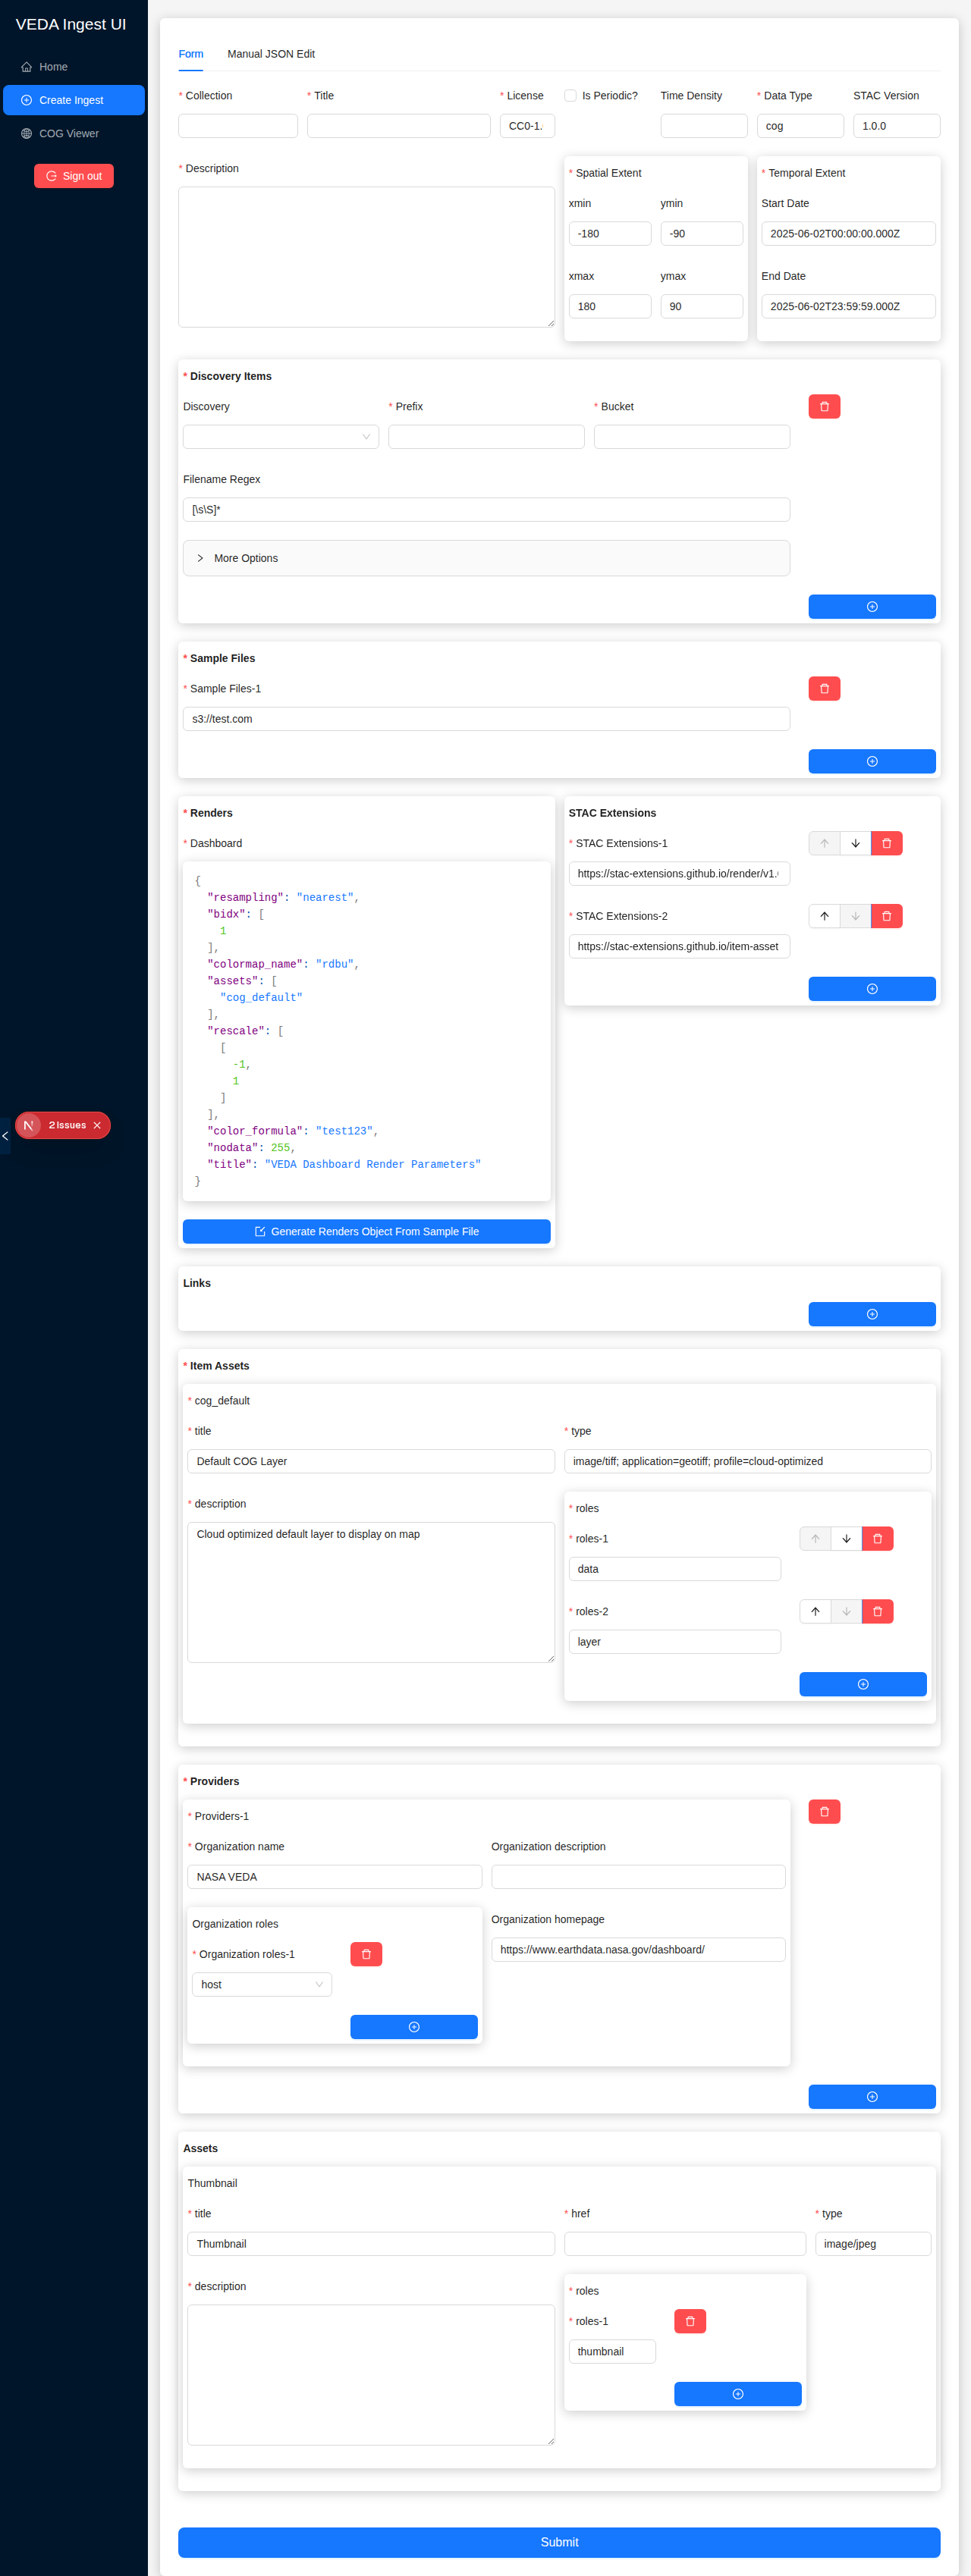 VEDA Ingest UI
Home
Create Ingest
COG Viewer
Sign out
2 Issues
Form Manual JSON Edit
* Collection * Title * License Is Periodic? Time Density * Data Type STAC Version
CC0-1. cog 1.0.0
* Description
* Spatial Extent
xmin ymin
-180 -90
xmax ymax
180 90
* Temporal Extent
Start Date
2025-06-02T00:00:00.000Z
End Date
2025-06-02T23:59:59.000Z
* Discovery Items
Discovery * Prefix * Bucket
Filename Regex
[\s\S]*
More Options
* Sample Files
* Sample Files-1
s3://test.com
* Renders
* Dashboard
{
"resampling": "nearest",
"bidx": [
1
],
"colormap_name": "rdbu",
"assets": [
"cog_default"
],
"rescale": [
[
-1,
1
]
],
"color_formula": "test123",
"nodata": 255,
"title": "VEDA Dashboard Render Parameters"
}
Generate Renders Object From Sample File
STAC Extensions
* STAC Extensions-1
https://stac-extensions.github.io/render/v1.
* STAC Extensions-2
https://stac-extensions.github.io/item-asset
Links
* Item Assets
* cog_default
* title * type
Default COG Layer image/tiff; application=geotiff; profile=cloud-optimized
* description
Cloud optimized default layer to display on map
* roles
* roles-1
data
* roles-2
layer
* Providers
* Providers-1
* Organization name Organization description
NASA VEDA
Organization roles
* Organization roles-1
host
Organization homepage
https://www.earthdata.nasa.gov/dashboard/
Assets
Thumbnail
* title * href * type
Thumbnail image/jpeg
* description
* roles
* roles-1
thumbnail
Submit